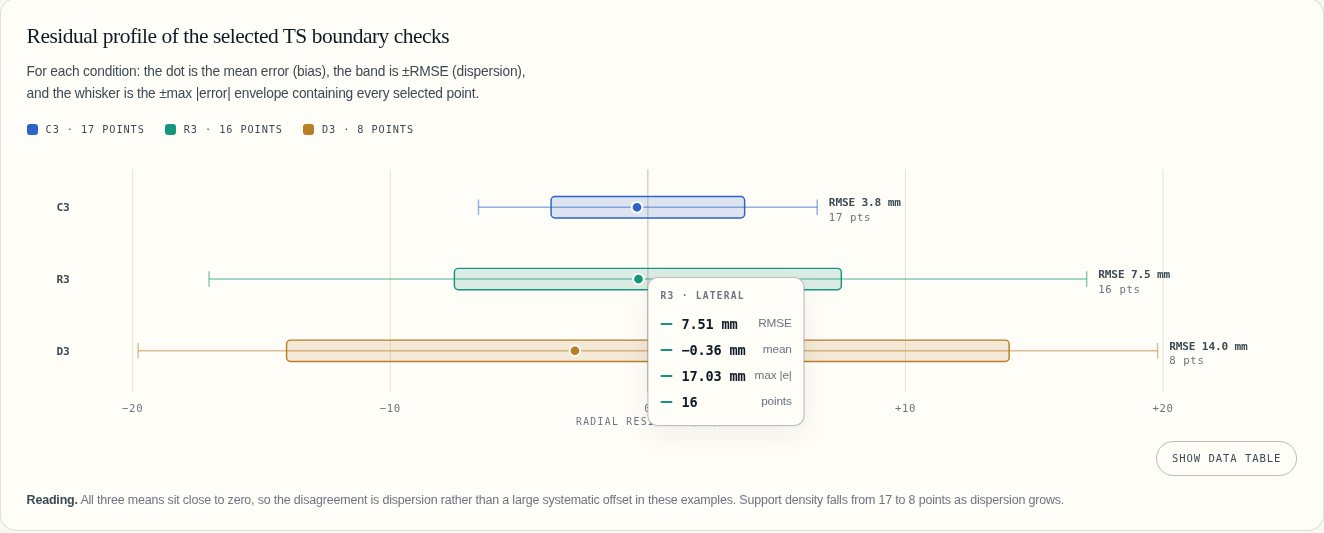 Residual profile of the selected TS boundary checks
For each condition: the dot is the mean error (bias), the band is ±RMSE (dispersion),
and the whisker is the ±max |error| envelope containing every selected point.
C3 · 17 POINTS R3 · 16 POINTS D3 · 8 POINTS
C3
RMSE 3.8 mm
17 pts
R3
RMSE 7.5 mm
16 pts
R3 · LATERAL
7.51 mm RMSE
−0.36 mm mean
17.03 mm max |e|
16 points
D3
RMSE 14.0 mm
8 pts
−20 −10 +10 +20
RADIAL
SHOW DATA TABLE
Reading. All three means sit close to zero, so the disagreement is dispersion rather than a large systematic offset in these examples. Support density falls from 17 to 8 points as dispersion grows.